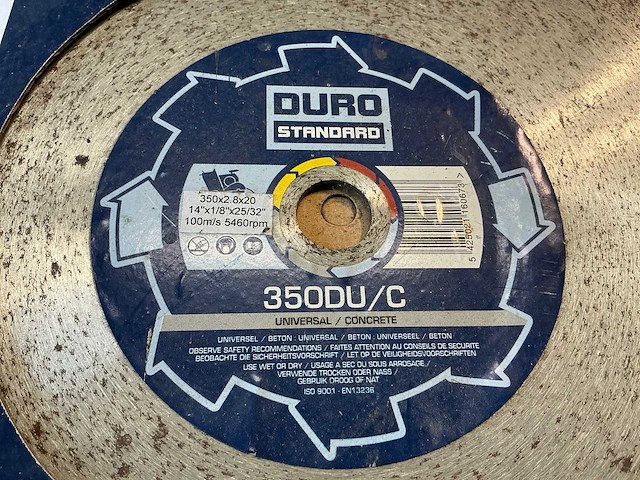 DURO
STANDARD
350x2.8x20
14"x1/8"x25/32"
100m/s 5460rpm
350DU/C
UNIVERSAL / CONCRETE
UNIVERSEL / BETON : UNIVERSAL / BETON : UNIVERSEEL / BETON
OBSERVE SAFETY RECOMMENDATIONS / FAITES ATTENTION AU CONSEILS DE SECURITE
BEOBACHTE DIE SICHERHEITSVORSCHRIFT / LET OP DE VEILIGHEIDSVOORSCHRIFTEN
USE WET OR DRY / USAGE A SEC OU SOUS ARROSAGE /
VERWENDE TROCKEN ODER NASS /
GEBRUIK DROOG OF NAT
ISO 9001 - EN13236